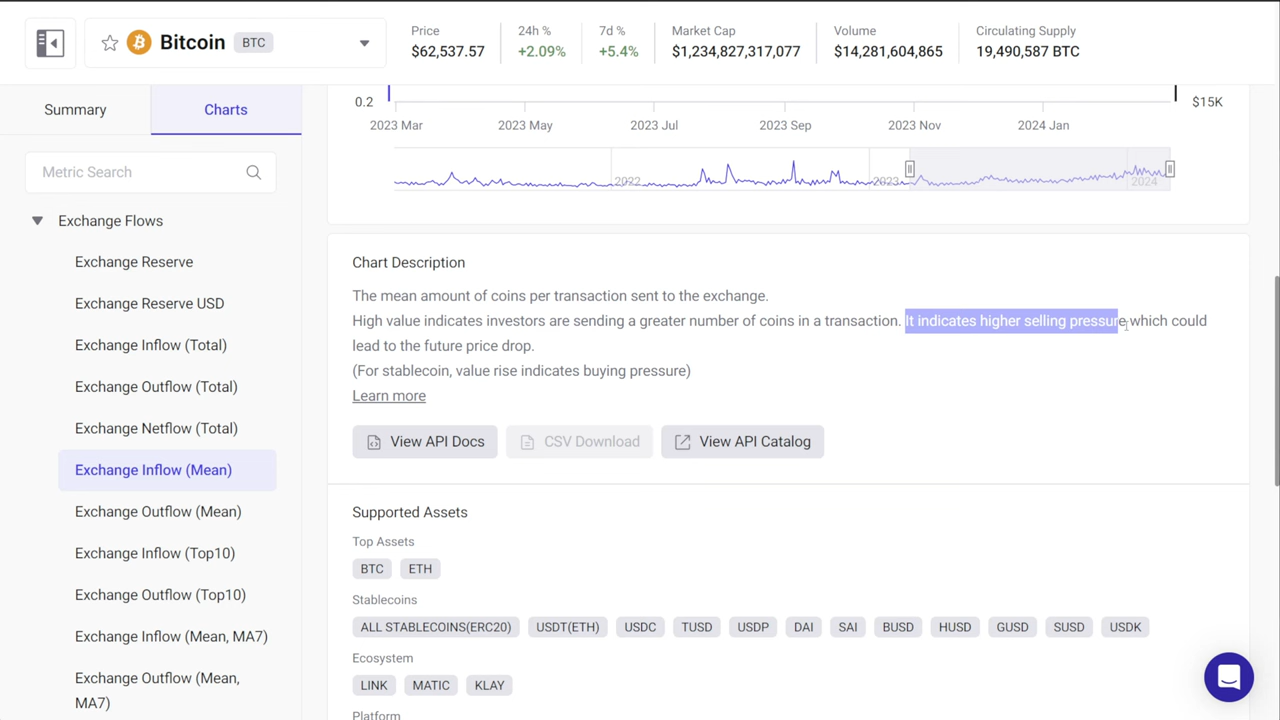 Bitcoin BTC
Price
$62,537.57
24h %
+2.09%
7d %
+5.4%
Market Cap
$1,234,827,317,077
Volume
$14,281,604,865
Circulating Supply
19,490,587 BTC
Summary
Charts
Metric Search
Exchange Flows
Exchange Reserve
Exchange Reserve USD
Exchange Inflow (Total)
Exchange Outflow (Total)
Exchange Netflow (Total)
Exchange Inflow (Mean)
Exchange Outflow (Mean)
Exchange Inflow (Top10)
Exchange Outflow (Top10)
Exchange Inflow (Mean, MA7)
Exchange Outflow (Mean,
MA7)
0.2
$15K
2023 Mar 2023 May 2023 Jul 2023 Sep 2023 Nov 2024 Jan
2022 2023 2024
Chart Description
The mean amount of coins per transaction sent to the exchange.
High value indicates investors are sending a greater number of coins in a transaction. It indicates higher selling pressure which could
lead to the future price drop.
(For stablecoin, value rise indicates buying pressure)
Learn more
View API Docs CSV Download View API Catalog
Supported Assets
Top Assets
BTC ETH
Stablecoins
ALL STABLECOINS(ERC20) USDT(ETH) USDC TUSD USDP DAI SAI BUSD HUSD GUSD SUSD USDK
Ecosystem
LINK MATIC KLAY
Platform